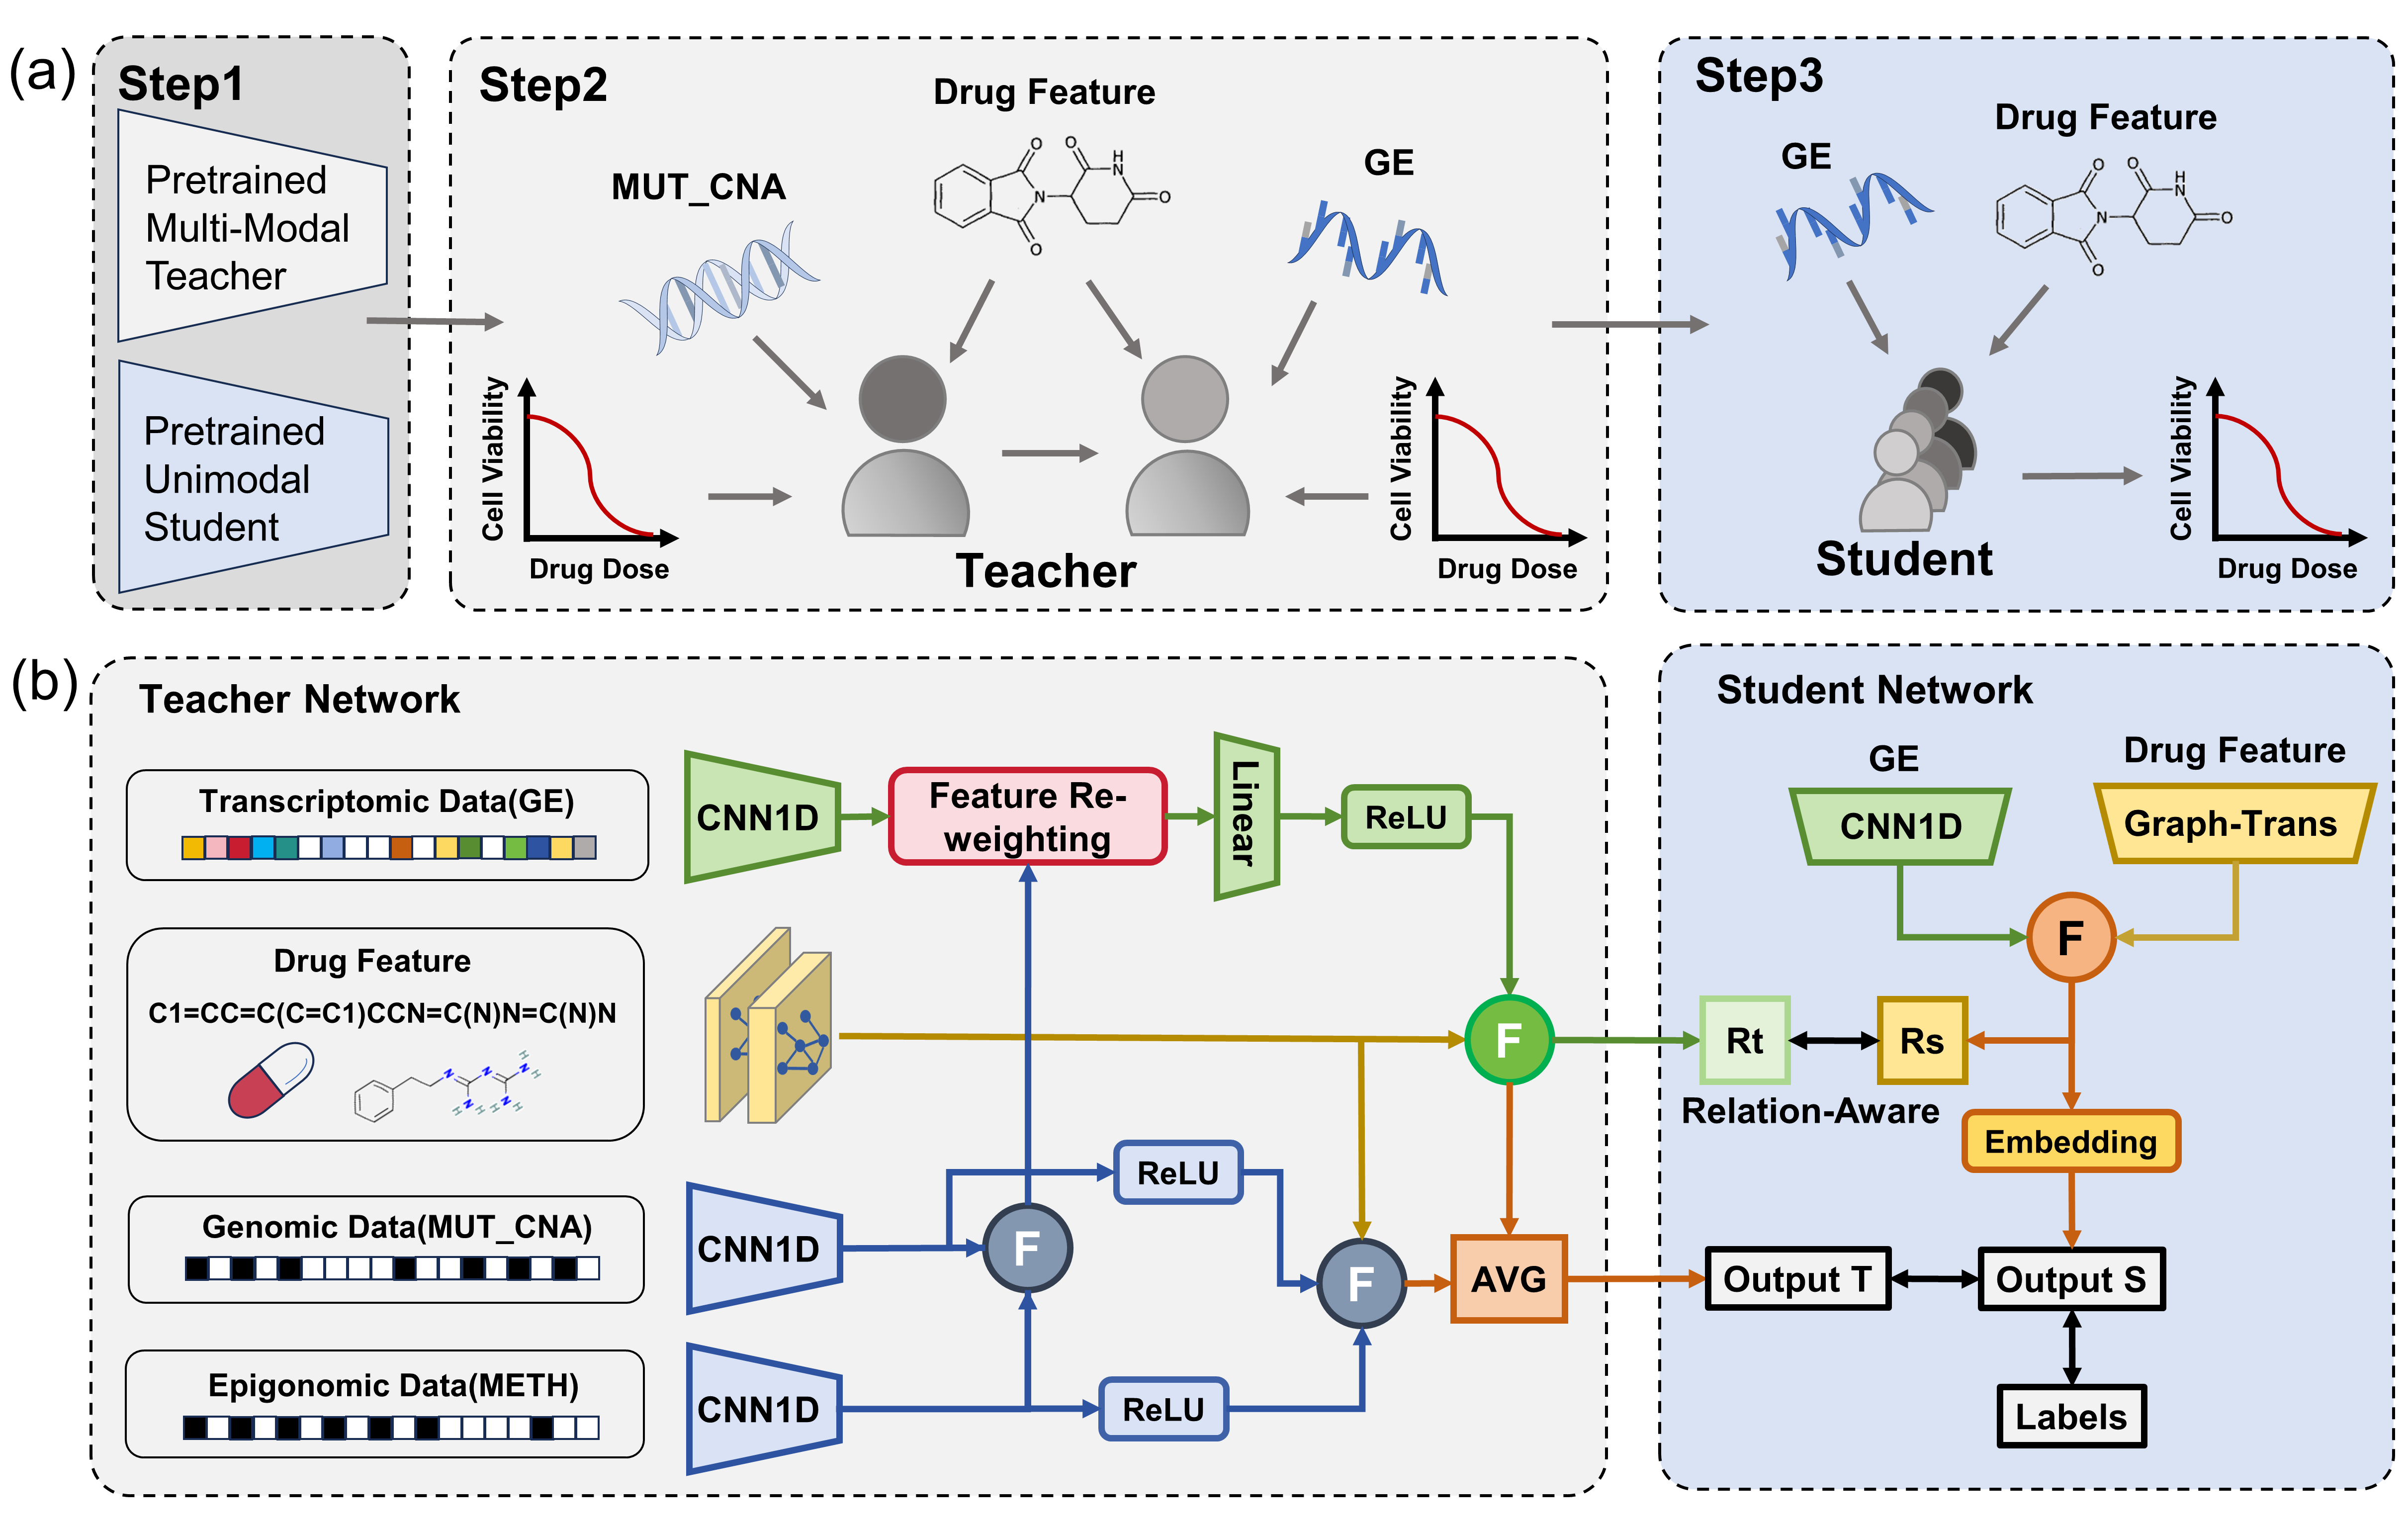 (a)
Step1
Pretrained
Multi-Modal
Teacher
Pretrained
Unimodal
Student
Step2
Drug Feature
MUT_CNA
GE
O
O
H
N
N
O
O
Cell Viability
Drug Dose
Teacher
Cell Viability
Drug Dose
Step3
Drug Feature
GE
O
O
H
N
N
O
O
Student
Cell Viability
Drug Dose
(b)
Teacher Network
Transcriptomic Data(GE)
CNN1D
Feature Re-
weighting
Linear
ReLU
Drug Feature
C1=CC=C(C=C1)CCN=C(N)N=C(N)N
N
N
N
H
H
N
H
H
N
H
H
F
Genomic Data(MUT_CNA)
CNN1D
F
ReLU
F
AVG
Epigonomic Data(METH)
CNN1D
ReLU
Student Network
GE
Drug Feature
CNN1D
Graph-Trans
F
Rt
Rs
Relation-Aware
Embedding
Output T
Output S
Labels